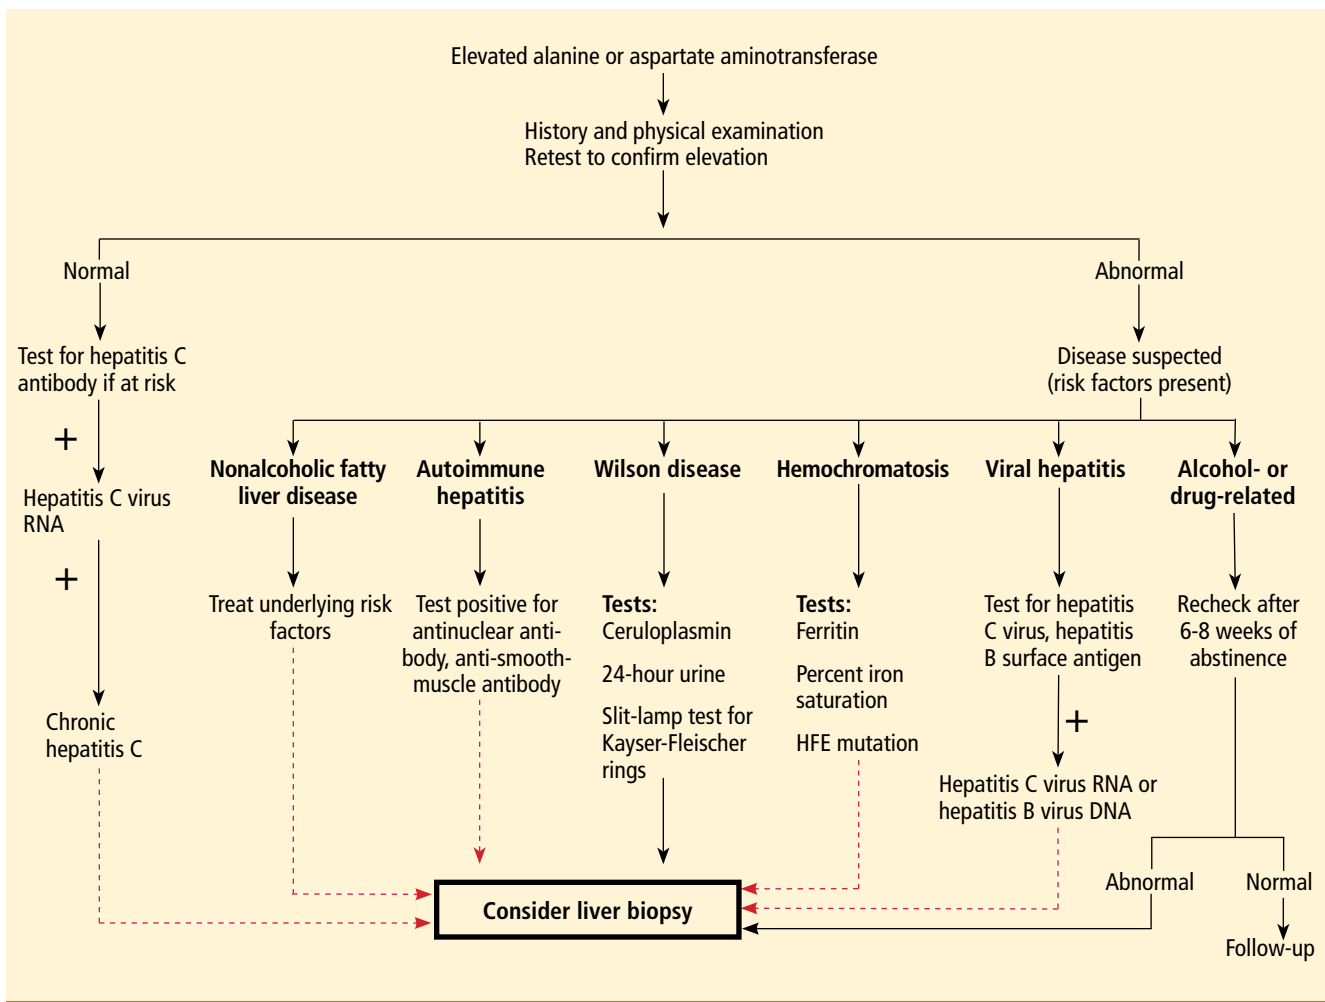 Elevated alanine or aspartate aminotransferase
History and physical examination
Retest to confirm elevation
Normal
Abnormal
Test for hepatitis C
antibody if at risk
+
Hepatitis C virus
RNA
+
Chronic
hepatitis C
Disease suspected
(risk factors present)
Nonalcoholic fatty
liver disease
Treat underlying risk
factors
Autoimmune
hepatitis
Test positive for
antinuclear anti-
body, anti-smooth-
muscle antibody
Wilson disease
Tests:
Ceruloplasmin
24-hour urine
Slit-lamp test for
Kayser-Fleischer
rings
Hemochromatosis
Tests:
Ferritin
Percent iron
saturation
HFE mutation
Viral hepatitis
Test for hepatitis
C virus, hepatitis
B surface antigen
+
Hepatitis C virus RNA or
hepatitis B virus DNA
Alcohol- or
drug-related
Recheck after
6-8 weeks of
abstinence
Abnormal
Normal
Follow-up
Consider liver biopsy